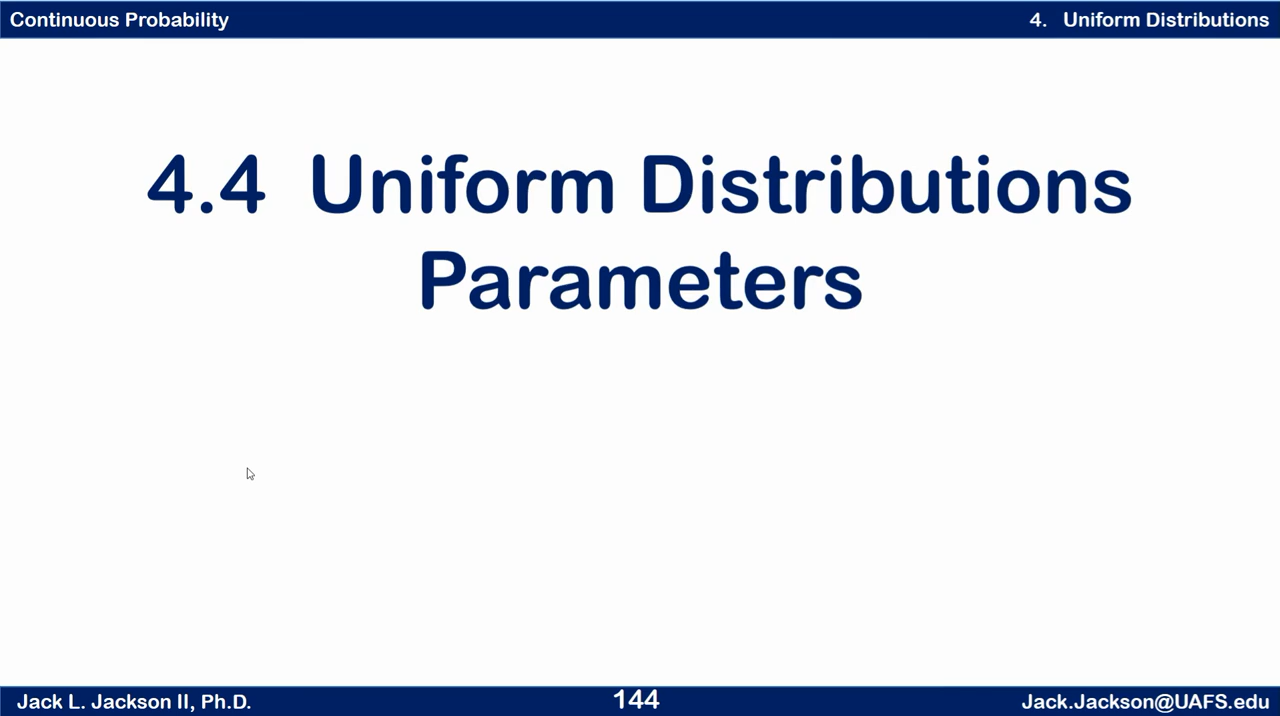 Continuous Probability
4. Uniform Distributions
4.4 Uniform Distributions
Parameters
Jack L. Jackson II, Ph.D.
144
Jack.Jackson@UAFS.edu